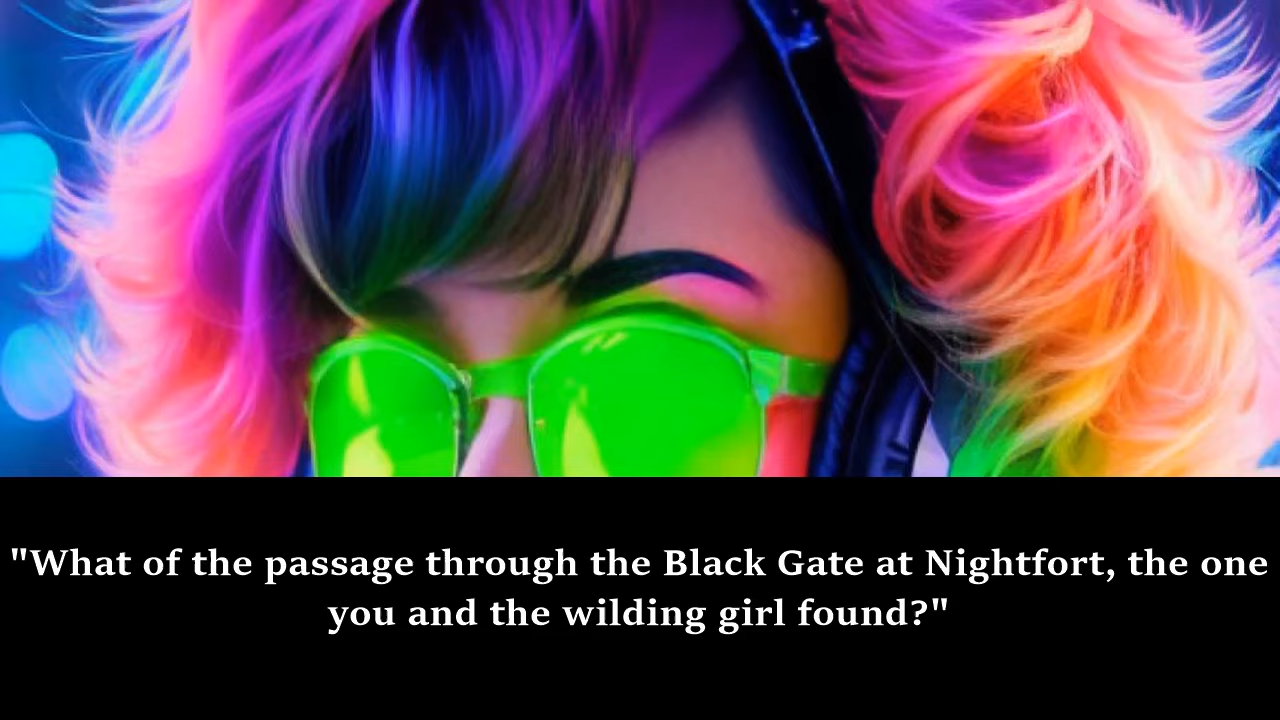 "What of the passage through the Black Gate at Nightfort, the one
you and the wilding girl found?"